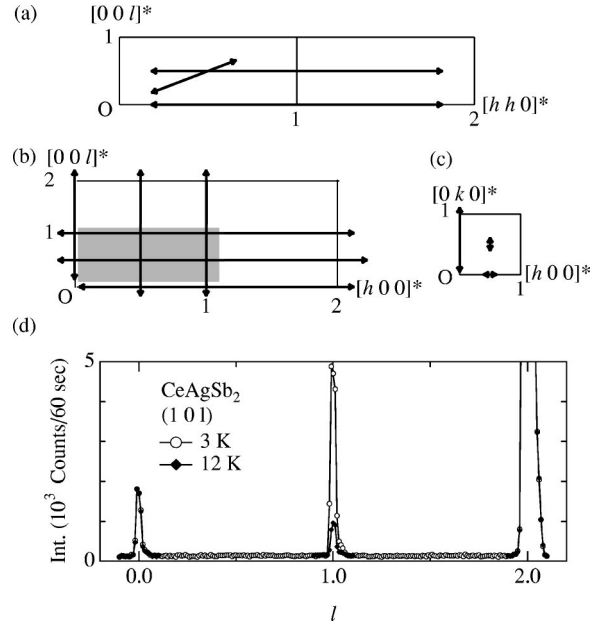 (a)
[0 0 l]*
1
O
1
2
[h h 0]*
(b)
[0 0 l]*
2
1
O
1
2
[h 0 0]*
(c)
[0 k 0]*
1
O
1
[h 0 0]*
(d)
5
0
Int. (10³ Counts/60 sec)
CeAgSb₂
(1 0 l)
3 K
12 K
0.0
1.0
2.0
l